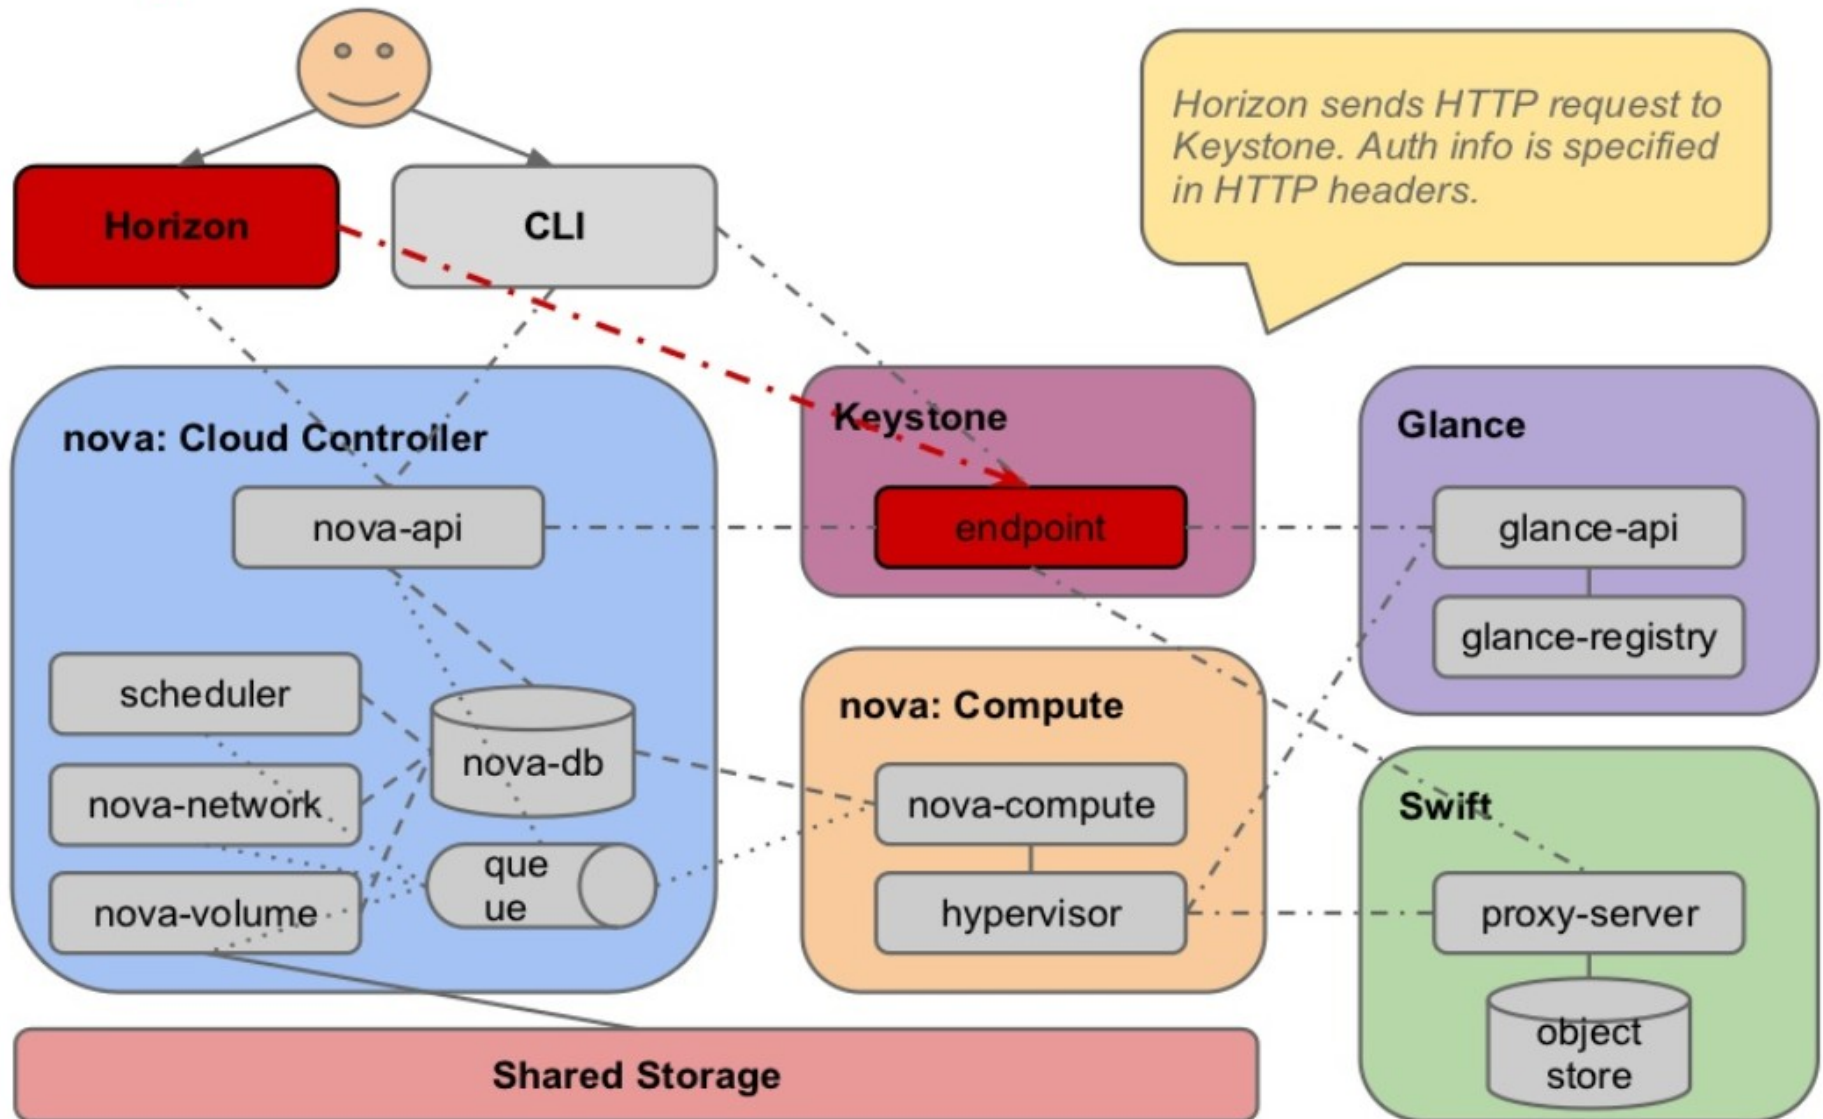 Horizon sends HTTP request to
Keystone. Auth info is specified
in HTTP headers.
Horizon
CLI
nova: Cloud Controller
nova-api
scheduler
nova-network
nova-volume
nova-db
que
ue
Keystone
endpoint
nova: Compute
nova-compute
hypervisor
Glance
glance-api
glance-registry
Swift
proxy-server
object
store
Shared Storage